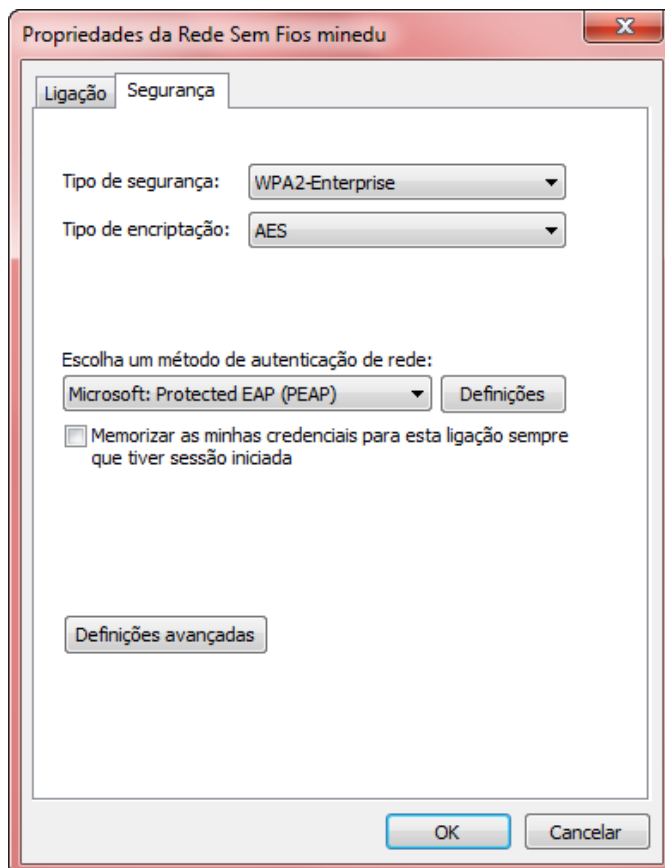 Propriedades da Rede Sem Fios minedu
Ligação
Segurança
Tipo de segurança:
WPA2-Enterprise
Tipo de encriptação:
AES
Escolha um método de autenticação de rede:
Microsoft: Protected EAP (PEAP)
Definições
Memorizar as minhas credenciais para esta ligação sempre
que tiver sessão iniciada
Definições avançadas
OK
Cancelar